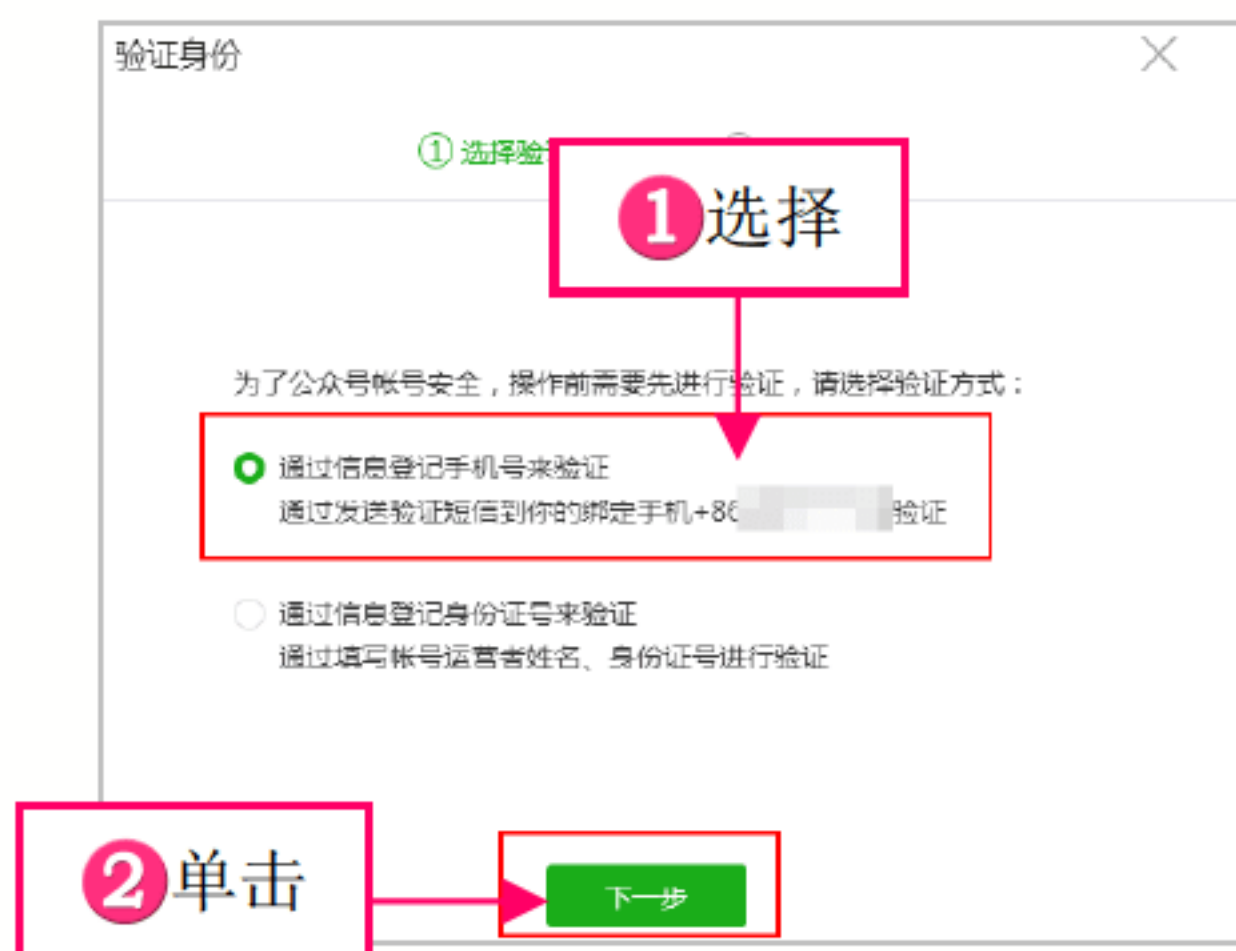 验证身份
① 选择验
❶选择
为了公众号帐号安全，操作前需要先进行验证，请选择验证方式：
通过信息登记手机号来验证
通过发送验证短信到你的绑定手机+86 验证
通过信息登记身份证号来验证
通过填写帐号运营者姓名、身份证号进行验证
❷单击
下一步